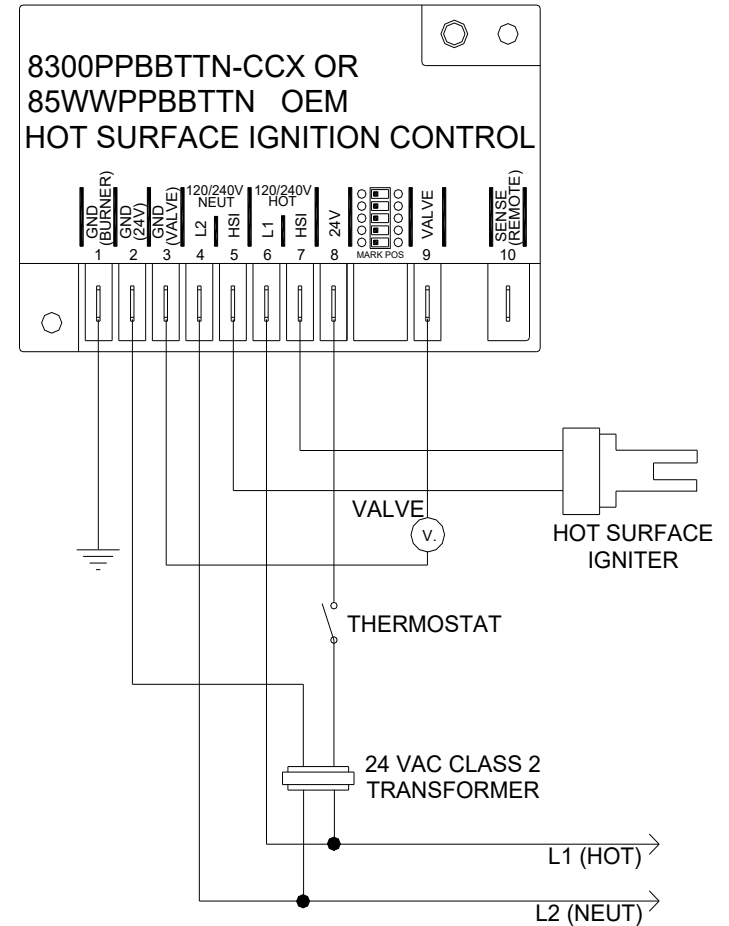 8300PPBBTTN-CCX OR
85WWPPBBTTN OEM
HOT SURFACE IGNITION CONTROL
GND
(BURNER)
GND
(24V)
GND
(VALVE)
120/240V
NEUT
L2
HSI
120/240V
HOT
L1
HSI
24V
MARK POS
VALVE
SENSE
(REMOTE)
1 2 3 4 5 6 7 8 9 10
VALVE
V.
HOT SURFACE
IGNITER
THERMOSTAT
24 VAC CLASS 2
TRANSFORMER
L1 (HOT)
L2 (NEUT)